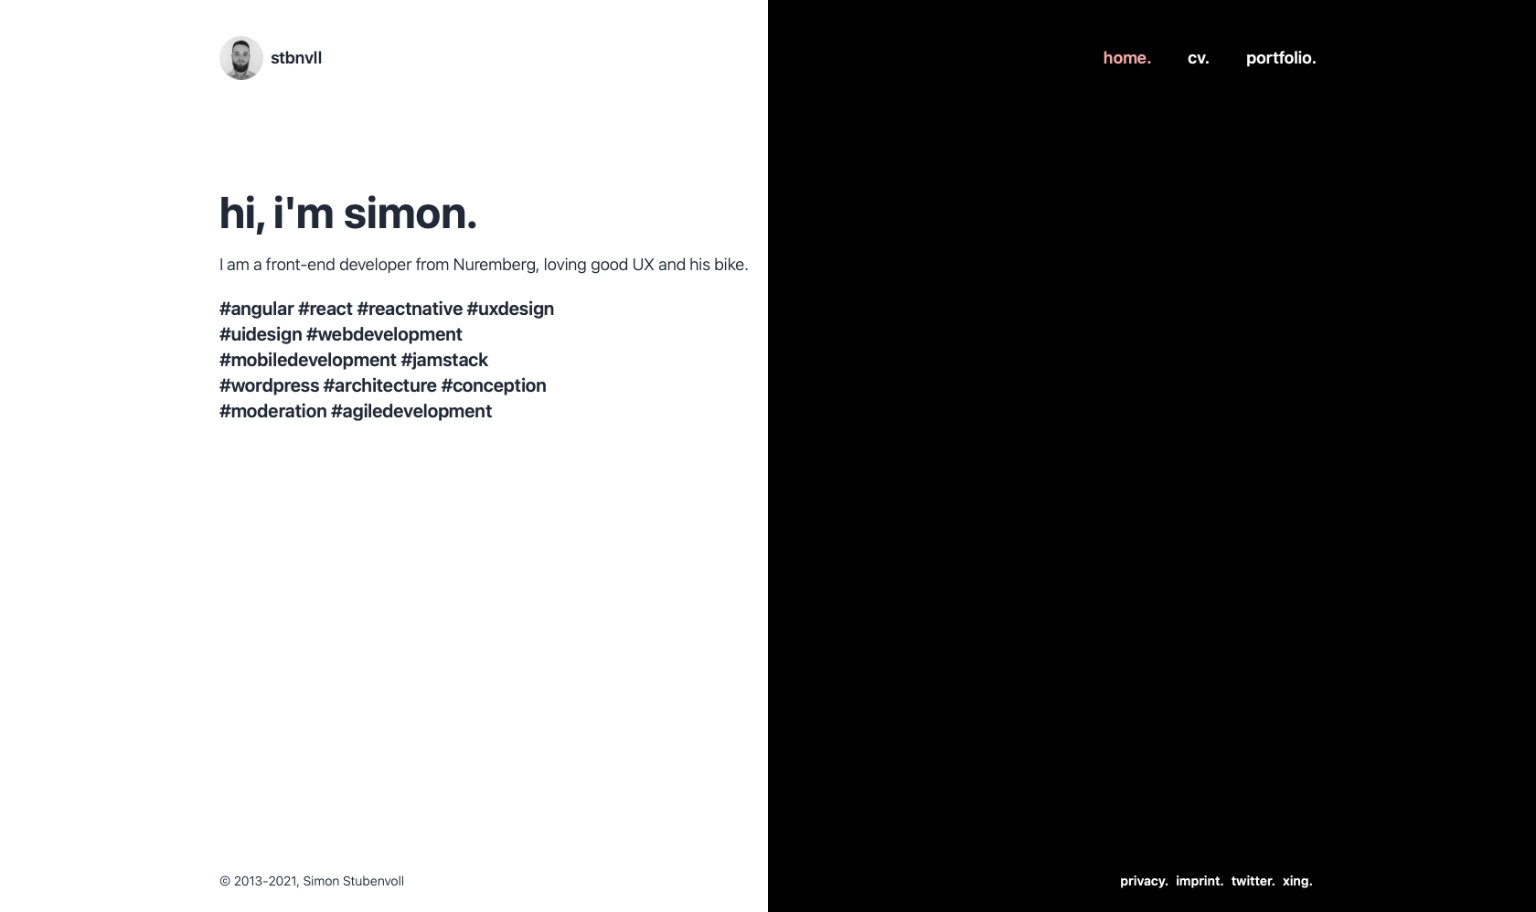 stbnvll
home. cv. portfolio.
hi, i'm simon.
I am a front-end developer from Nuremberg, loving good UX and his bike.
#angular #react #reactnative #uxdesign
#uidesign #webdevelopment
#mobiledevelopment #jamstack
#wordpress #architecture #conception
#moderation #agiledevelopment
© 2013-2021, Simon Stubenvoll
privacy. imprint. twitter. xing.